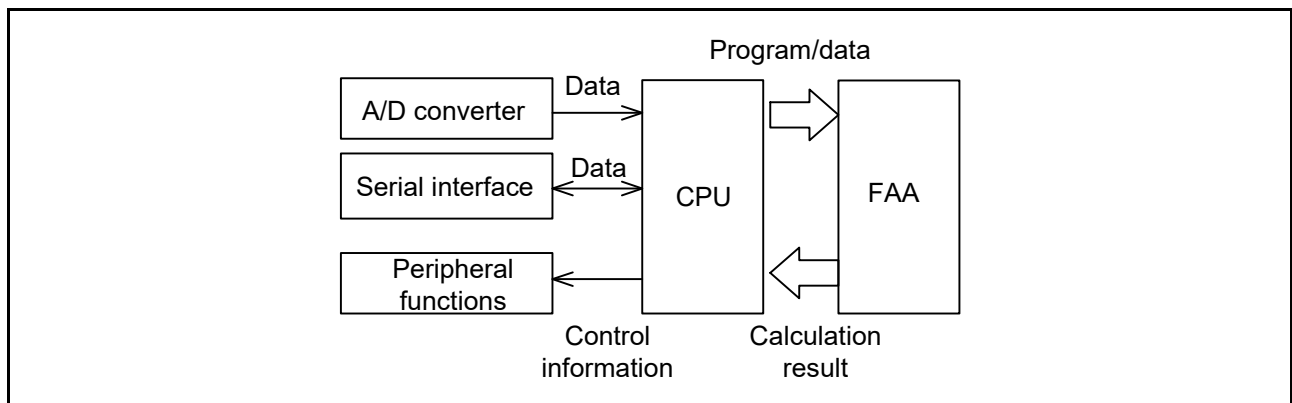 Program/data
A/D converter
Data
Serial interface
Data
CPU
FAA
Peripheral
functions
Control
information
Calculation
result